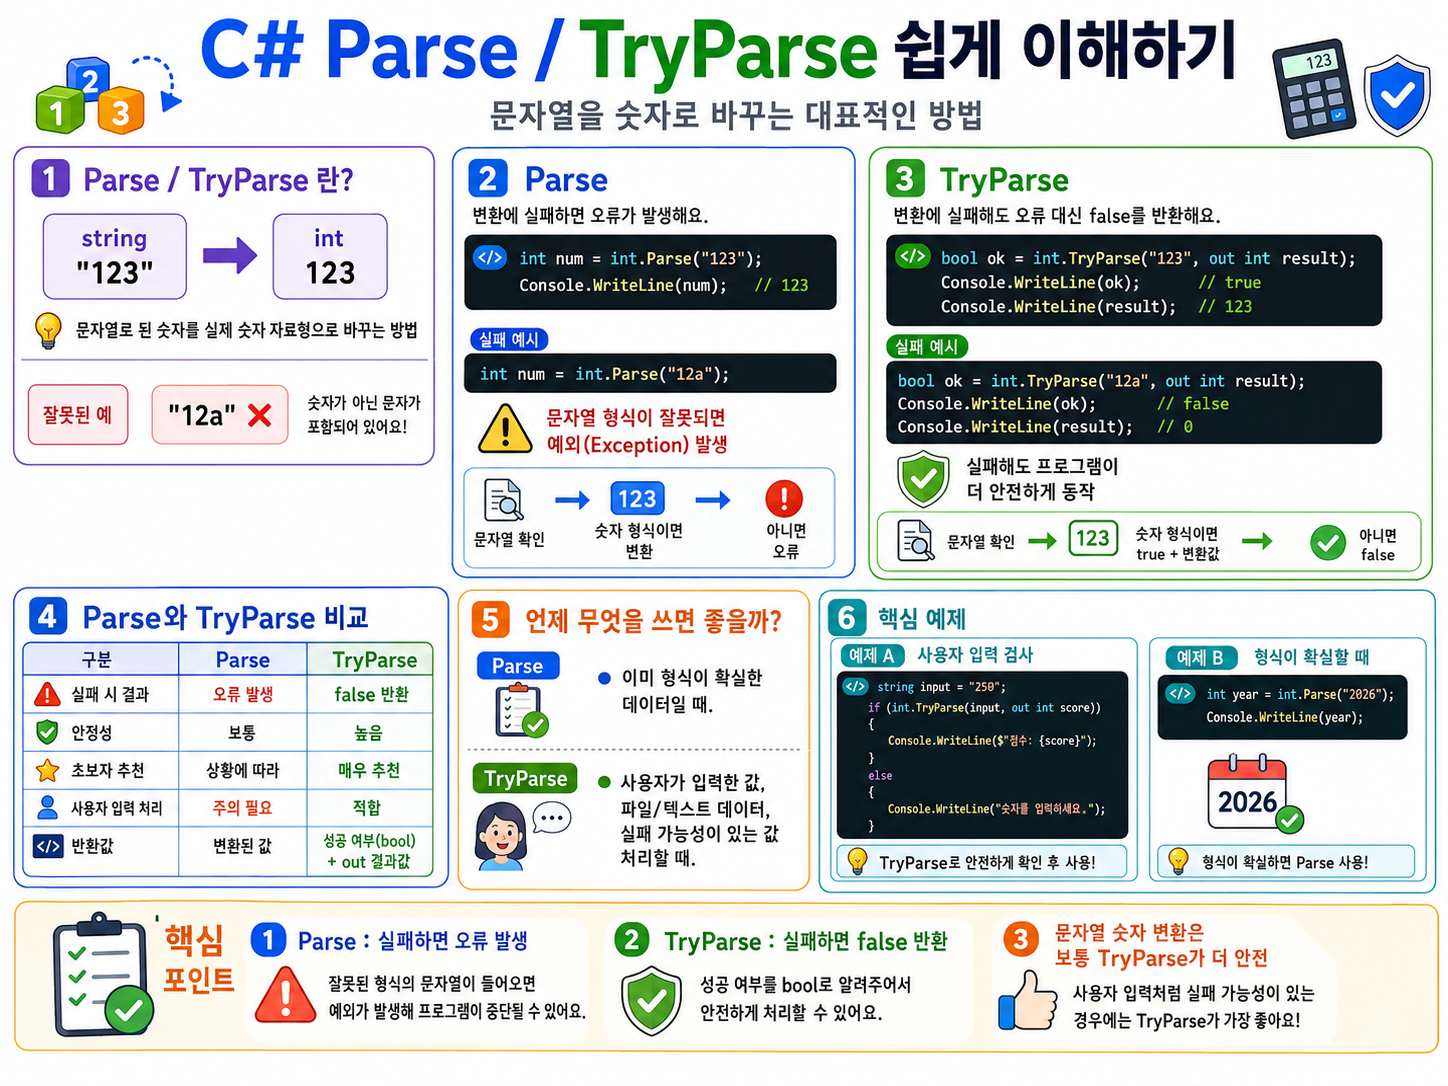 C# Parse / TryParse 쉽게 이해하기
문자열을 숫자로 바꾸는 대표적인 방법
1
2
3
123
1 Parse / TryParse 란?
string
"123"
int
123
문자열로 된 숫자를 실제 숫자 자료형으로 바꾸는 방법
잘못된 예
"12a"
숫자가 아닌 문자가
포함되어 있어요!
2 Parse
변환에 실패하면 오류가 발생해요.
</> int num = int.Parse("123");
Console.WriteLine(num); // 123
실패 예시
int num = int.Parse("12a");
문자열 형식이 잘못되면
예외(Exception) 발생
문자열 확인
123
숫자 형식이면
변환
아니면
오류
3 TryParse
변환에 실패해도 오류 대신 false를 반환해요.
</> bool ok = int.TryParse("123", out int result);
Console.WriteLine(ok); // true
Console.WriteLine(result); // 123
실패 예시
bool ok = int.TryParse("12a", out int result);
Console.WriteLine(ok); // false
Console.WriteLine(result); // 0
실패해도 프로그램이
더 안전하게 동작
문자열 확인
123
숫자 형식이면
true + 변환값
아니면
false
4 Parse와 TryParse 비교
구분 Parse TryParse
실패 시 결과 오류 발생 false 반환
안정성 보통 높음
초보자 추천 상황에 따라 매우 추천
사용자 입력 처리 주의 필요 적합
</> 반환값 변환된 값 성공 여부(bool)
+ out 결과값
5 언제 무엇을 쓰면 좋을까?
Parse
이미 형식이 확실한
데이터일 때.
TryParse
사용자가 입력한 값,
파일/텍스트 데이터,
실패 가능성이 있는 값
처리할 때.
6 핵심 예제
예제 A 사용자 입력 검사
</> string input = "250";
if (int.TryParse(input, out int score))
{
Console.WriteLine($"점수: {score}");
}
else
{
Console.WriteLine("숫자를 입력하세요.");
}
TryParse로 안전하게 확인 후 사용!
예제 B 형식이 확실할 때
</> int year = int.Parse("2026");
Console.WriteLine(year);
2026
형식이 확실하면 Parse 사용!
핵심
포인트
1 Parse : 실패하면 오류 발생
잘못된 형식의 문자열이 들어오면
예외가 발생해 프로그램이 중단될 수 있어요.
2 TryParse : 실패하면 false 반환
성공 여부를 bool로 알려주어서
안전하게 처리할 수 있어요.
3 문자열 숫자 변환은
보통 TryParse가 더 안전
사용자 입력처럼 실패 가능성이 있는
경우에는 TryParse가 가장 좋아요!